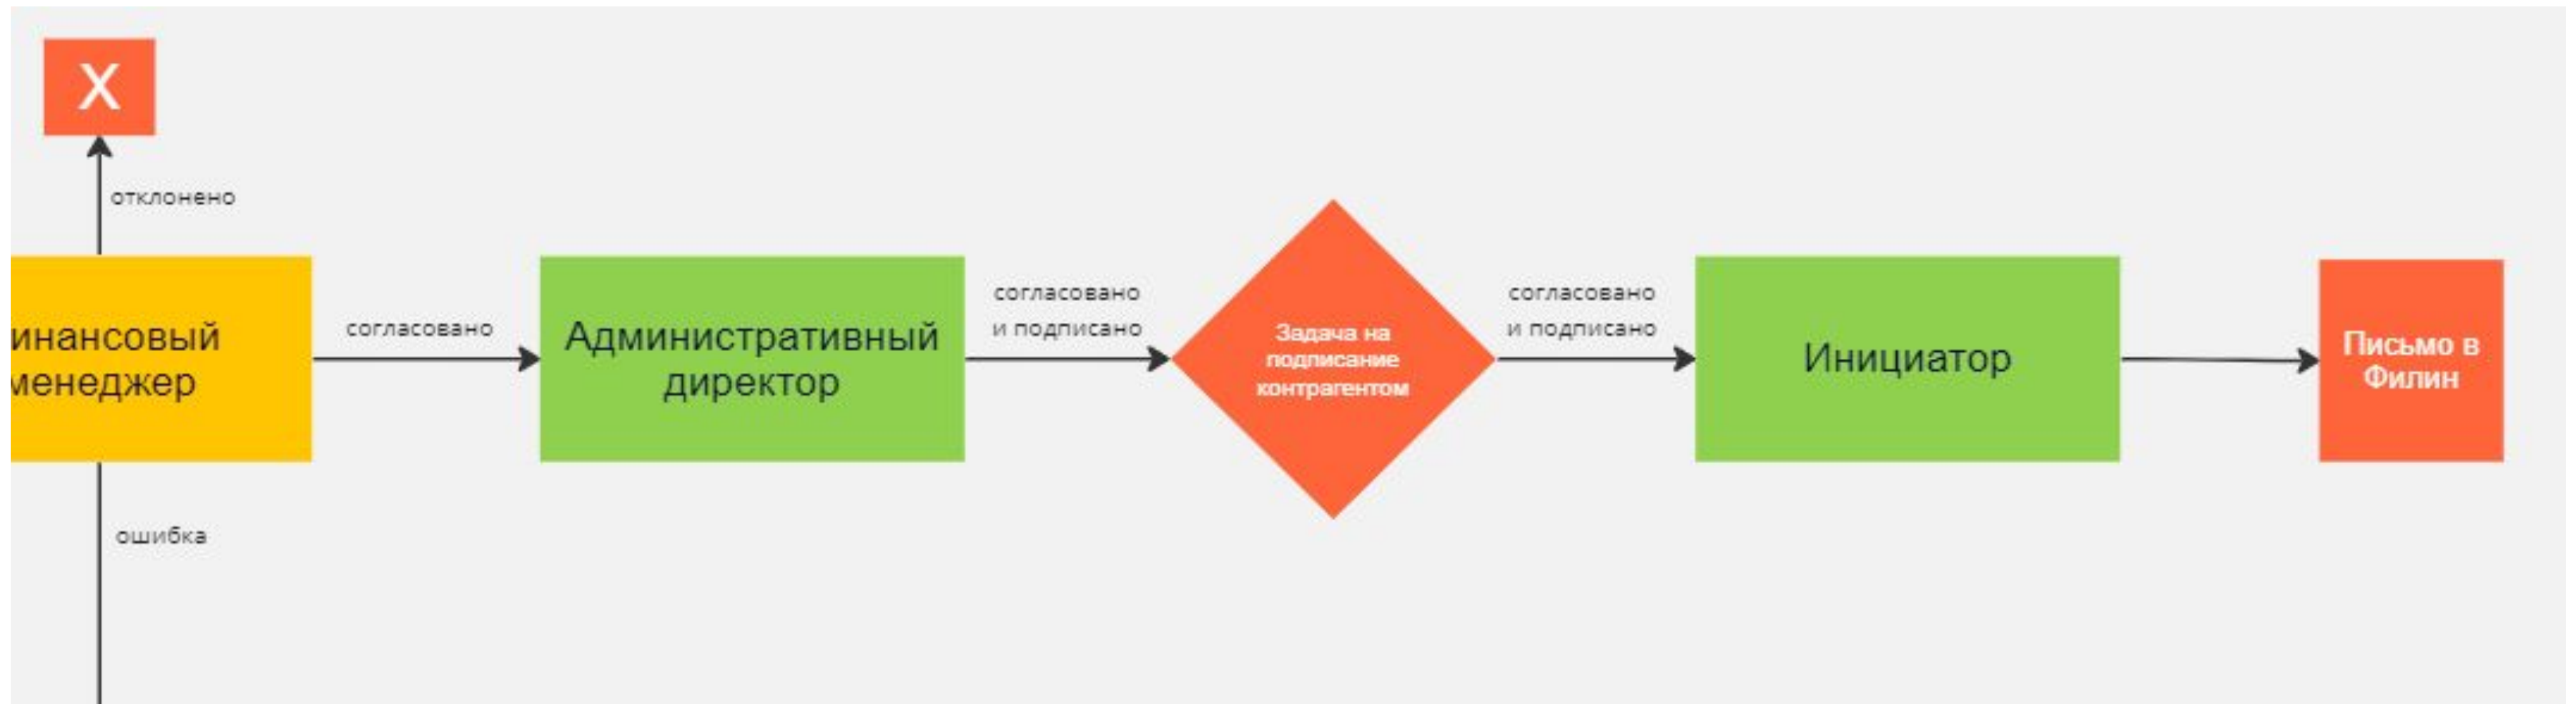 X
отклонено
инансовый
менеджер
согласовано
Административный
директор
согласовано
и подписано
Задача на
подписание
контрагентом
согласовано
и подписано
Инициатор
Письмо в
Филин
ошибка